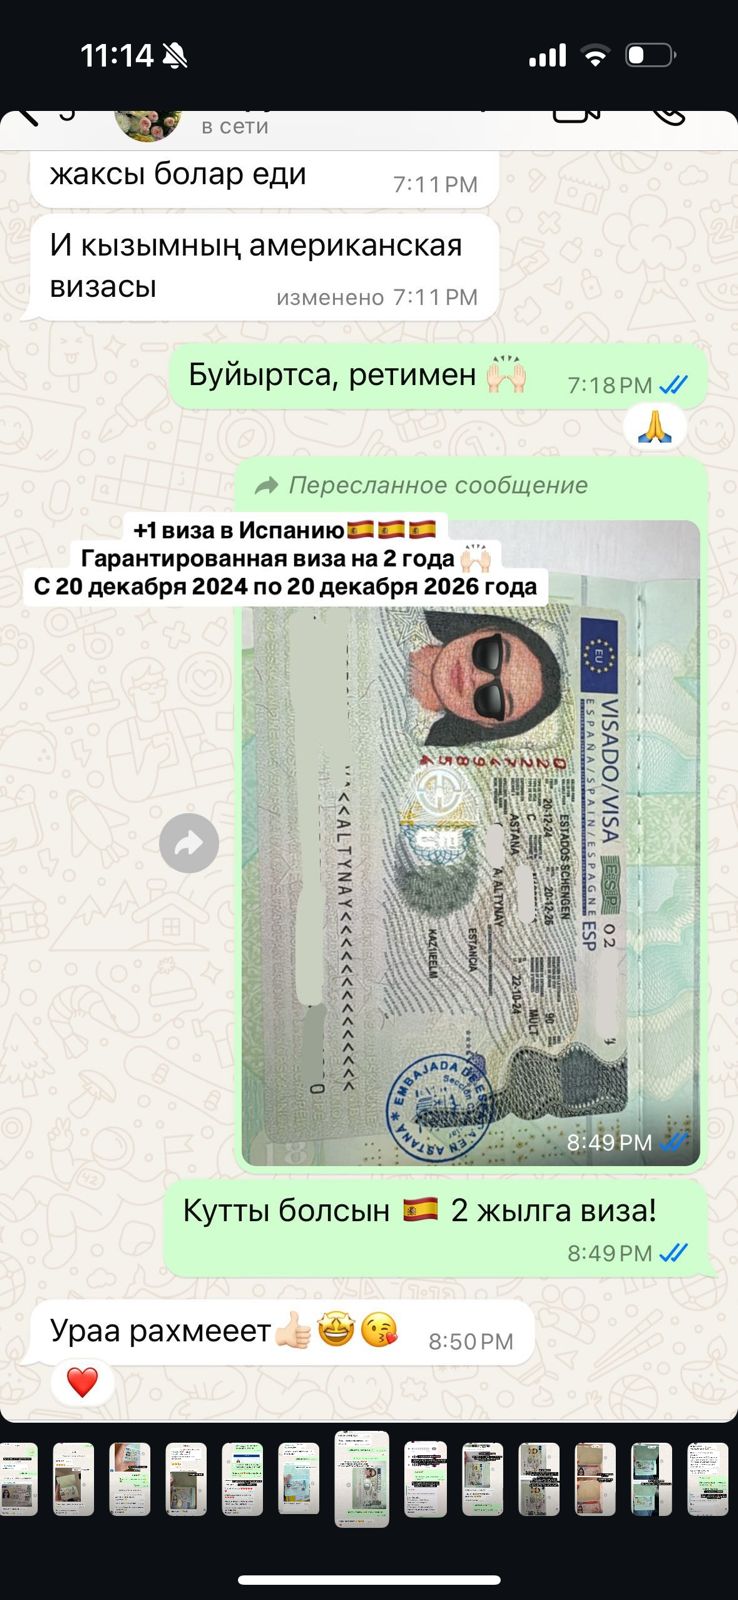 11:14
в сети
жаксы болар еди
7:11 PM
И кызымның американская
визасы
изменено 7:11 PM
Буйыртса, ретимен 🙌🏻
7:18 PM
🙏
Пересланное сообщение
+1 виза в Испанию🇪🇸🇪🇸🇪🇸
Гарантированная виза на 2 года 🙌🏻
С 20 декабря 2024 по 20 декабря 2026 года
EU
VISADO/VISA ESP 02
ESPAÑA/SPAIN/ESPAGNE ESP
ESTADOS SCHENGEN
20-12-24 20-12-26
C MULT 90
ASTANA 22-10-24
A, ALTYNAY
ESTANCIA
<<ALTYNAY<<<<<<<<<<<<<<<<
EMBAJADA DE ES EN ASTANA
8:49 PM
Кутты болсын 🇪🇸 2 жылга виза!
8:49 PM
Ураа рахмееет👍🏻🤩😘
8:50 PM
❤️